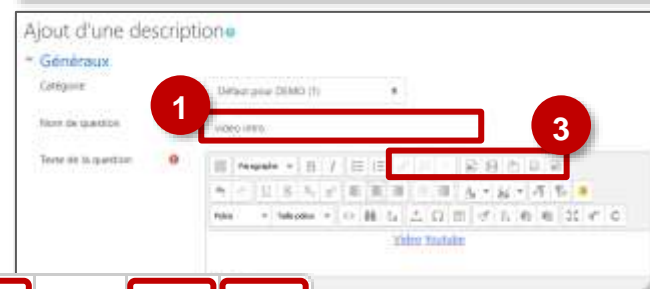 Ajout d'une description
Généraux
Catégorie
Défaut pour DEMO (1)
1
Nom de question
video intro
3
Texte de la question
Paragraphe
B I
Police
Taille police
Video Youtube